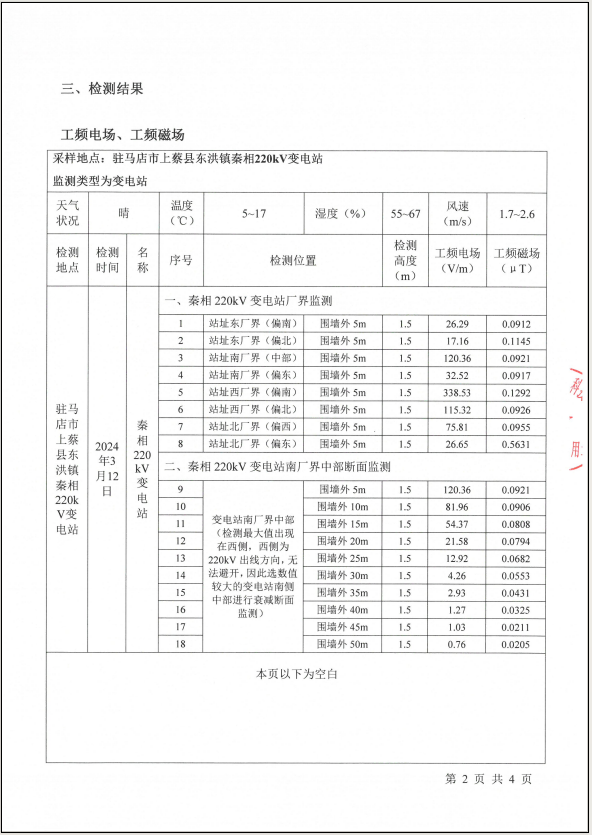 三、检测结果
工频电场、工频磁场
采样地点：驻马店市上蔡县东洪镇秦相220kV变电站
监测类型为变电站
天气状况 晴 温度（℃） 5~17 湿度（%） 55~67 风速（m/s） 1.7~2.6
检测地点 检测时间 名称 序号 检测位置 检测高度（m） 工频电场（V/m） 工频磁场（μT）
驻马店市上蔡县东洪镇秦相220kV变电站
2024年3月12日
秦相220kV变电站
一、秦相 220kV 变电站厂界监测
1 站址东厂界（偏南） 围墙外 5m 1.5 26.29 0.0912
2 站址东厂界（偏北） 围墙外 5m 1.5 17.16 0.1145
3 站址南厂界（中部） 围墙外 5m 1.5 120.36 0.0921
4 站址南厂界（偏东） 围墙外 5m 1.5 32.52 0.0917
5 站址西厂界（偏南） 围墙外 5m 1.5 338.53 0.1292
6 站址西厂界（偏北） 围墙外 5m 1.5 115.32 0.0926
7 站址北厂界（偏西） 围墙外 5m 1.5 75.81 0.0955
8 站址北厂界（偏东） 围墙外 5m 1.5 26.65 0.5631
二、秦相 220kV 变电站南厂界中部断面监测
变电站南厂界中部
（检测最大值出现
在西侧，西侧为
220kV 出线方向，无
法避开，因此选数值
较大的变电站南侧
中部进行衰减断面
监测）
9 围墙外 5m 1.5 120.36 0.0921
10 围墙外 10m 1.5 81.96 0.0906
11 围墙外 15m 1.5 54.37 0.0808
12 围墙外 20m 1.5 21.58 0.0794
13 围墙外 25m 1.5 12.92 0.0682
14 围墙外 30m 1.5 4.26 0.0553
15 围墙外 35m 1.5 2.93 0.0431
16 围墙外 40m 1.5 1.27 0.0325
17 围墙外 45m 1.5 1.03 0.0211
18 围墙外 50m 1.5 0.76 0.0205
本页以下为空白
第 2 页 共 4 页